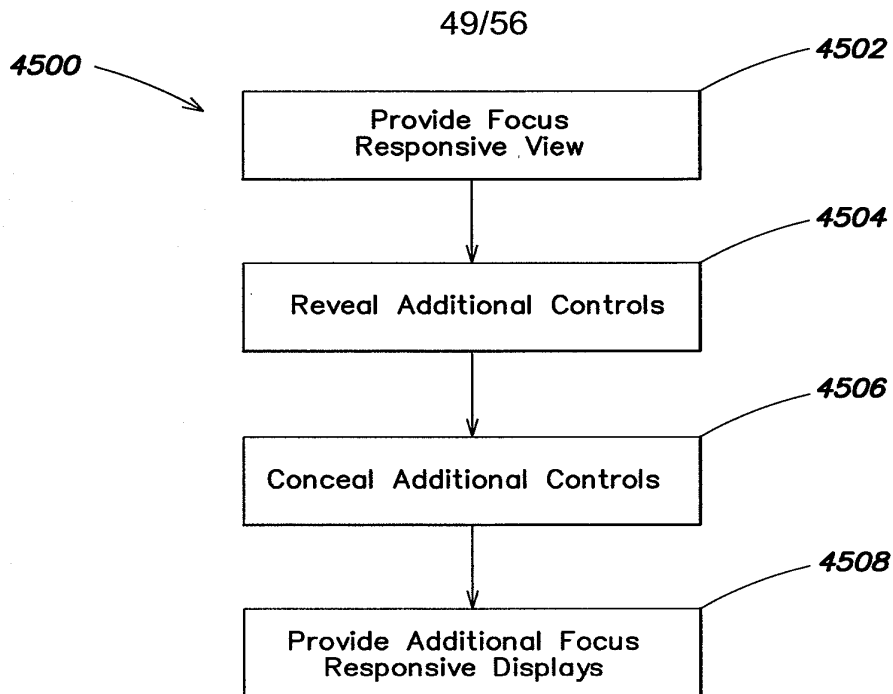 49/56
4500
4502
Provide Focus
Responsive View
4504
Reveal Additional Controls
4506
Conceal Additional Controls
4508
Provide Additional Focus
Responsive Displays